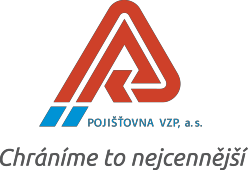 POJIŠŤOVNA VZP, a.s.
Chráníme to nejcennější